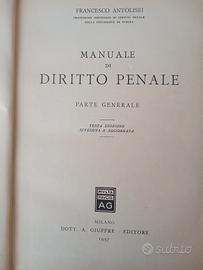 FRANCESCO ANTOLISEI
PROFESSORE ORDINARIO DI DIRITTO PENALE
NELLA UNIVERSITÀ DI TORINO
MANUALE
DI
DIRITTO PENALE
PARTE GENERALE
TERZA EDIZIONE
RIVEDUTA E AGGIORNATA
AG
MILANO
DOTT. A. GIUFFRÈ - EDITORE
1957
subito